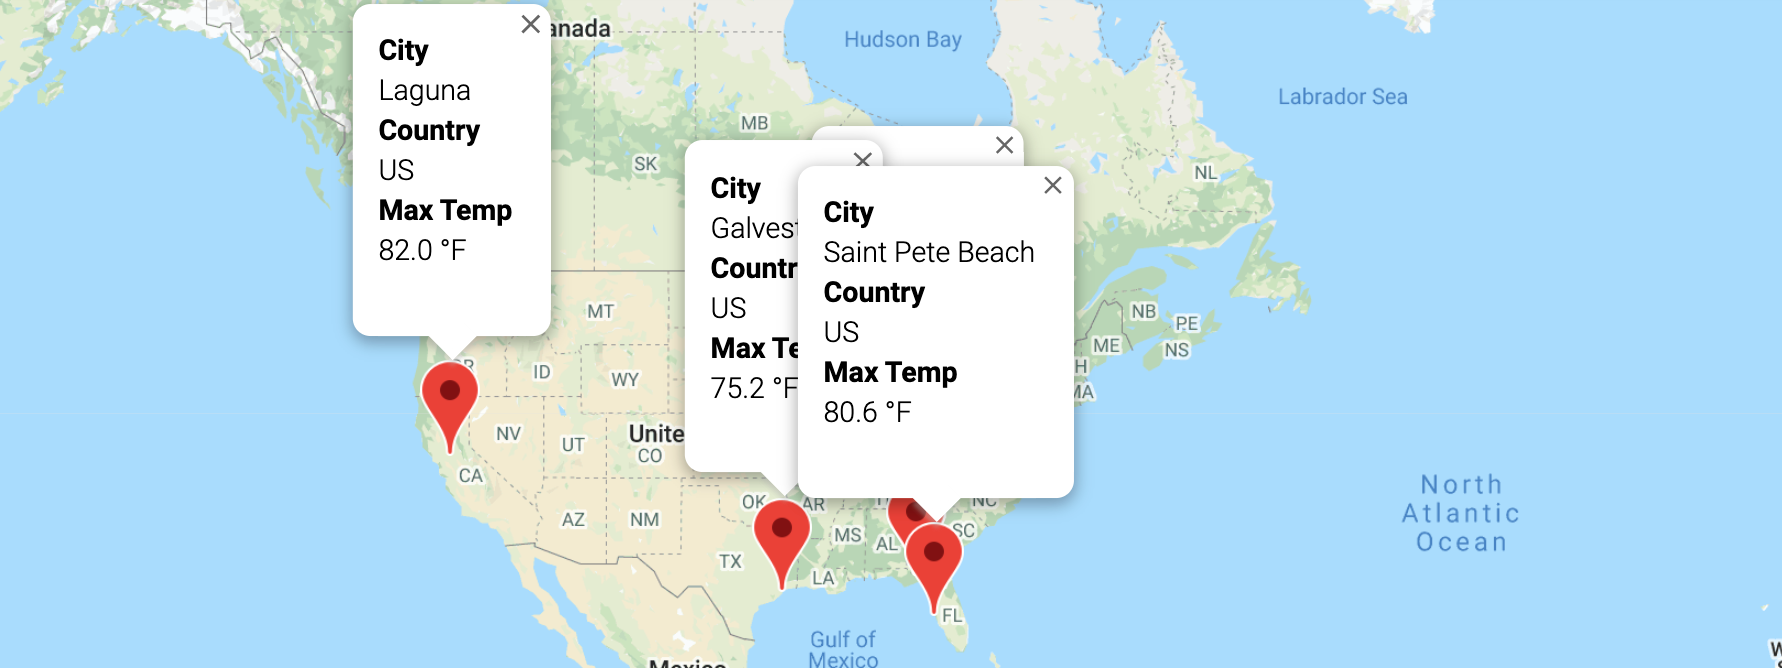 City
Laguna
Country
US
Max Temp
82.0 °F
City
Galvest
Countr
US
Max Te
75.2 °F
City
Saint Pete Beach
Country
US
Max Temp
80.6 °F
anada
Hudson Bay
Labrador Sea
MB
SK
NL
NB
PE
ME
NS
MT
ID
WY
NV
UT
Unite
CO
CA
AZ
NM
OK
AR
NC
SC
MS
AL
TX
LA
FL
North
Atlantic
Ocean
Gulf of
Mexico
Mexico